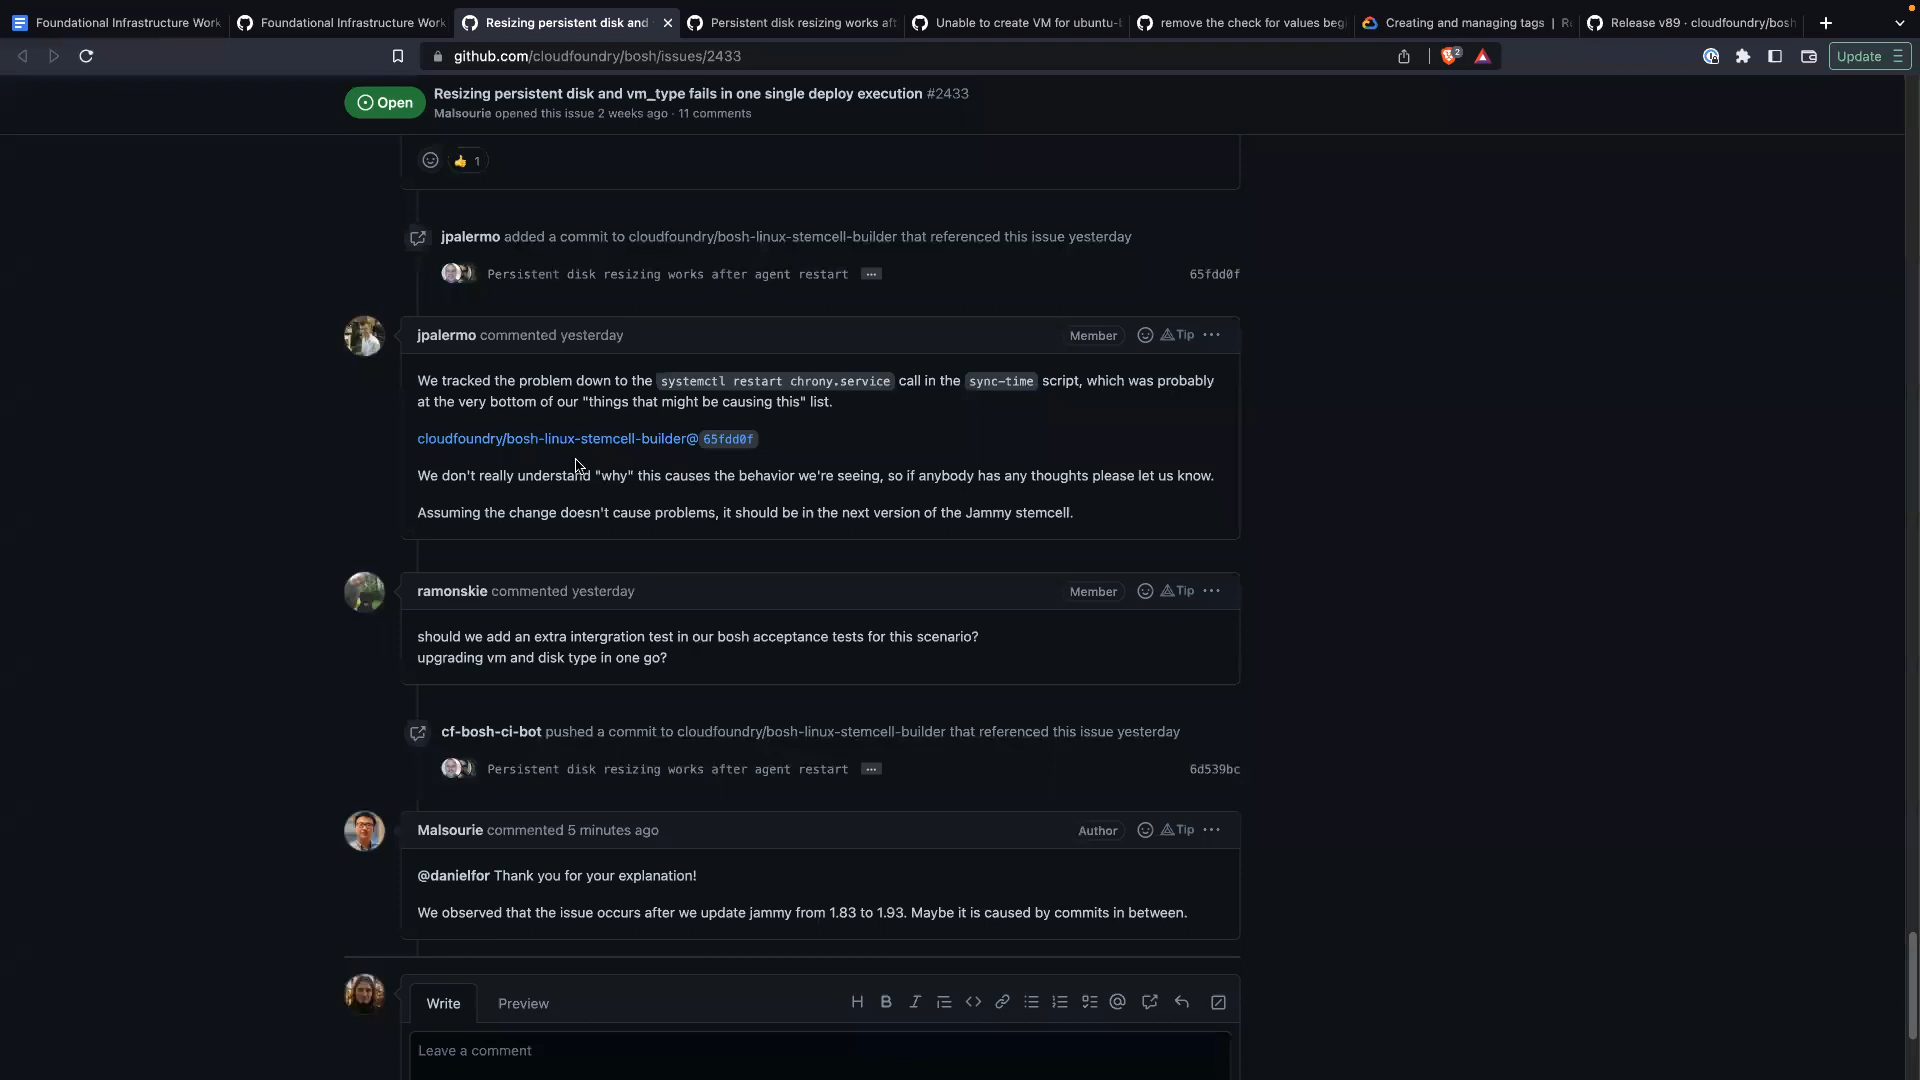 Foundational Infrastructure Work
Foundational Infrastructure Work
Resizing persistent disk and
Persistent disk resizing works aft
Unable to create VM for ubuntu-t
remove the check for values beg
Creating and managing tags |
Release v89 · cloudfoundry/bosh
github.com/cloudfoundry/bosh/issues/2433
2
Update
Open
Resizing persistent disk and vm_type fails in one single deploy execution #2433
Malsourie opened this issue 2 weeks ago · 11 comments
👍 1
jpalermo added a commit to cloudfoundry/bosh-linux-stemcell-builder that referenced this issue yesterday
Persistent disk resizing works after agent restart ... 65fdd0f
jpalermo commented yesterday Member Tip ...
We tracked the problem down to the systemctl restart chrony.service call in the sync-time script, which was probably
at the very bottom of our "things that might be causing this" list.
cloudfoundry/bosh-linux-stemcell-builder@65fdd0f
We don't really understand "why" this causes the behavior we're seeing, so if anybody has any thoughts please let us know.
Assuming the change doesn't cause problems, it should be in the next version of the Jammy stemcell.
ramonskie commented yesterday Member Tip ...
should we add an extra intergration test in our bosh acceptance tests for this scenario?
upgrading vm and disk type in one go?
cf-bosh-ci-bot pushed a commit to cloudfoundry/bosh-linux-stemcell-builder that referenced this issue yesterday
Persistent disk resizing works after agent restart ... 6d539bc
Malsourie commented 5 minutes ago Author Tip ...
@danielfor Thank you for your explanation!
We observed that the issue occurs after we update jammy from 1.83 to 1.93. Maybe it is caused by commits in between.
Write Preview
Leave a comment